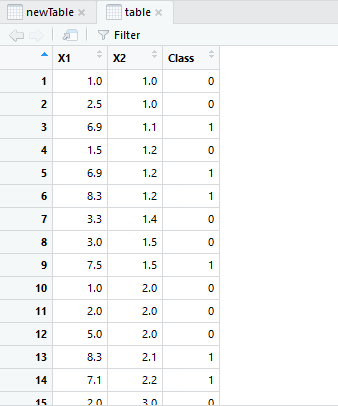 newTable table
Filter
X1 X2 Class
1 1.0 1.0 0
2 2.5 1.0 0
3 6.9 1.1 1
4 1.5 1.2 0
5 6.9 1.2 1
6 8.3 1.2 1
7 3.3 1.4 0
8 3.0 1.5 0
9 7.5 1.5 1
10 1.0 2.0 0
11 2.0 2.0 0
12 5.0 2.0 0
13 8.3 2.1 1
14 7.1 2.2 1
15 2.0 3.0 0